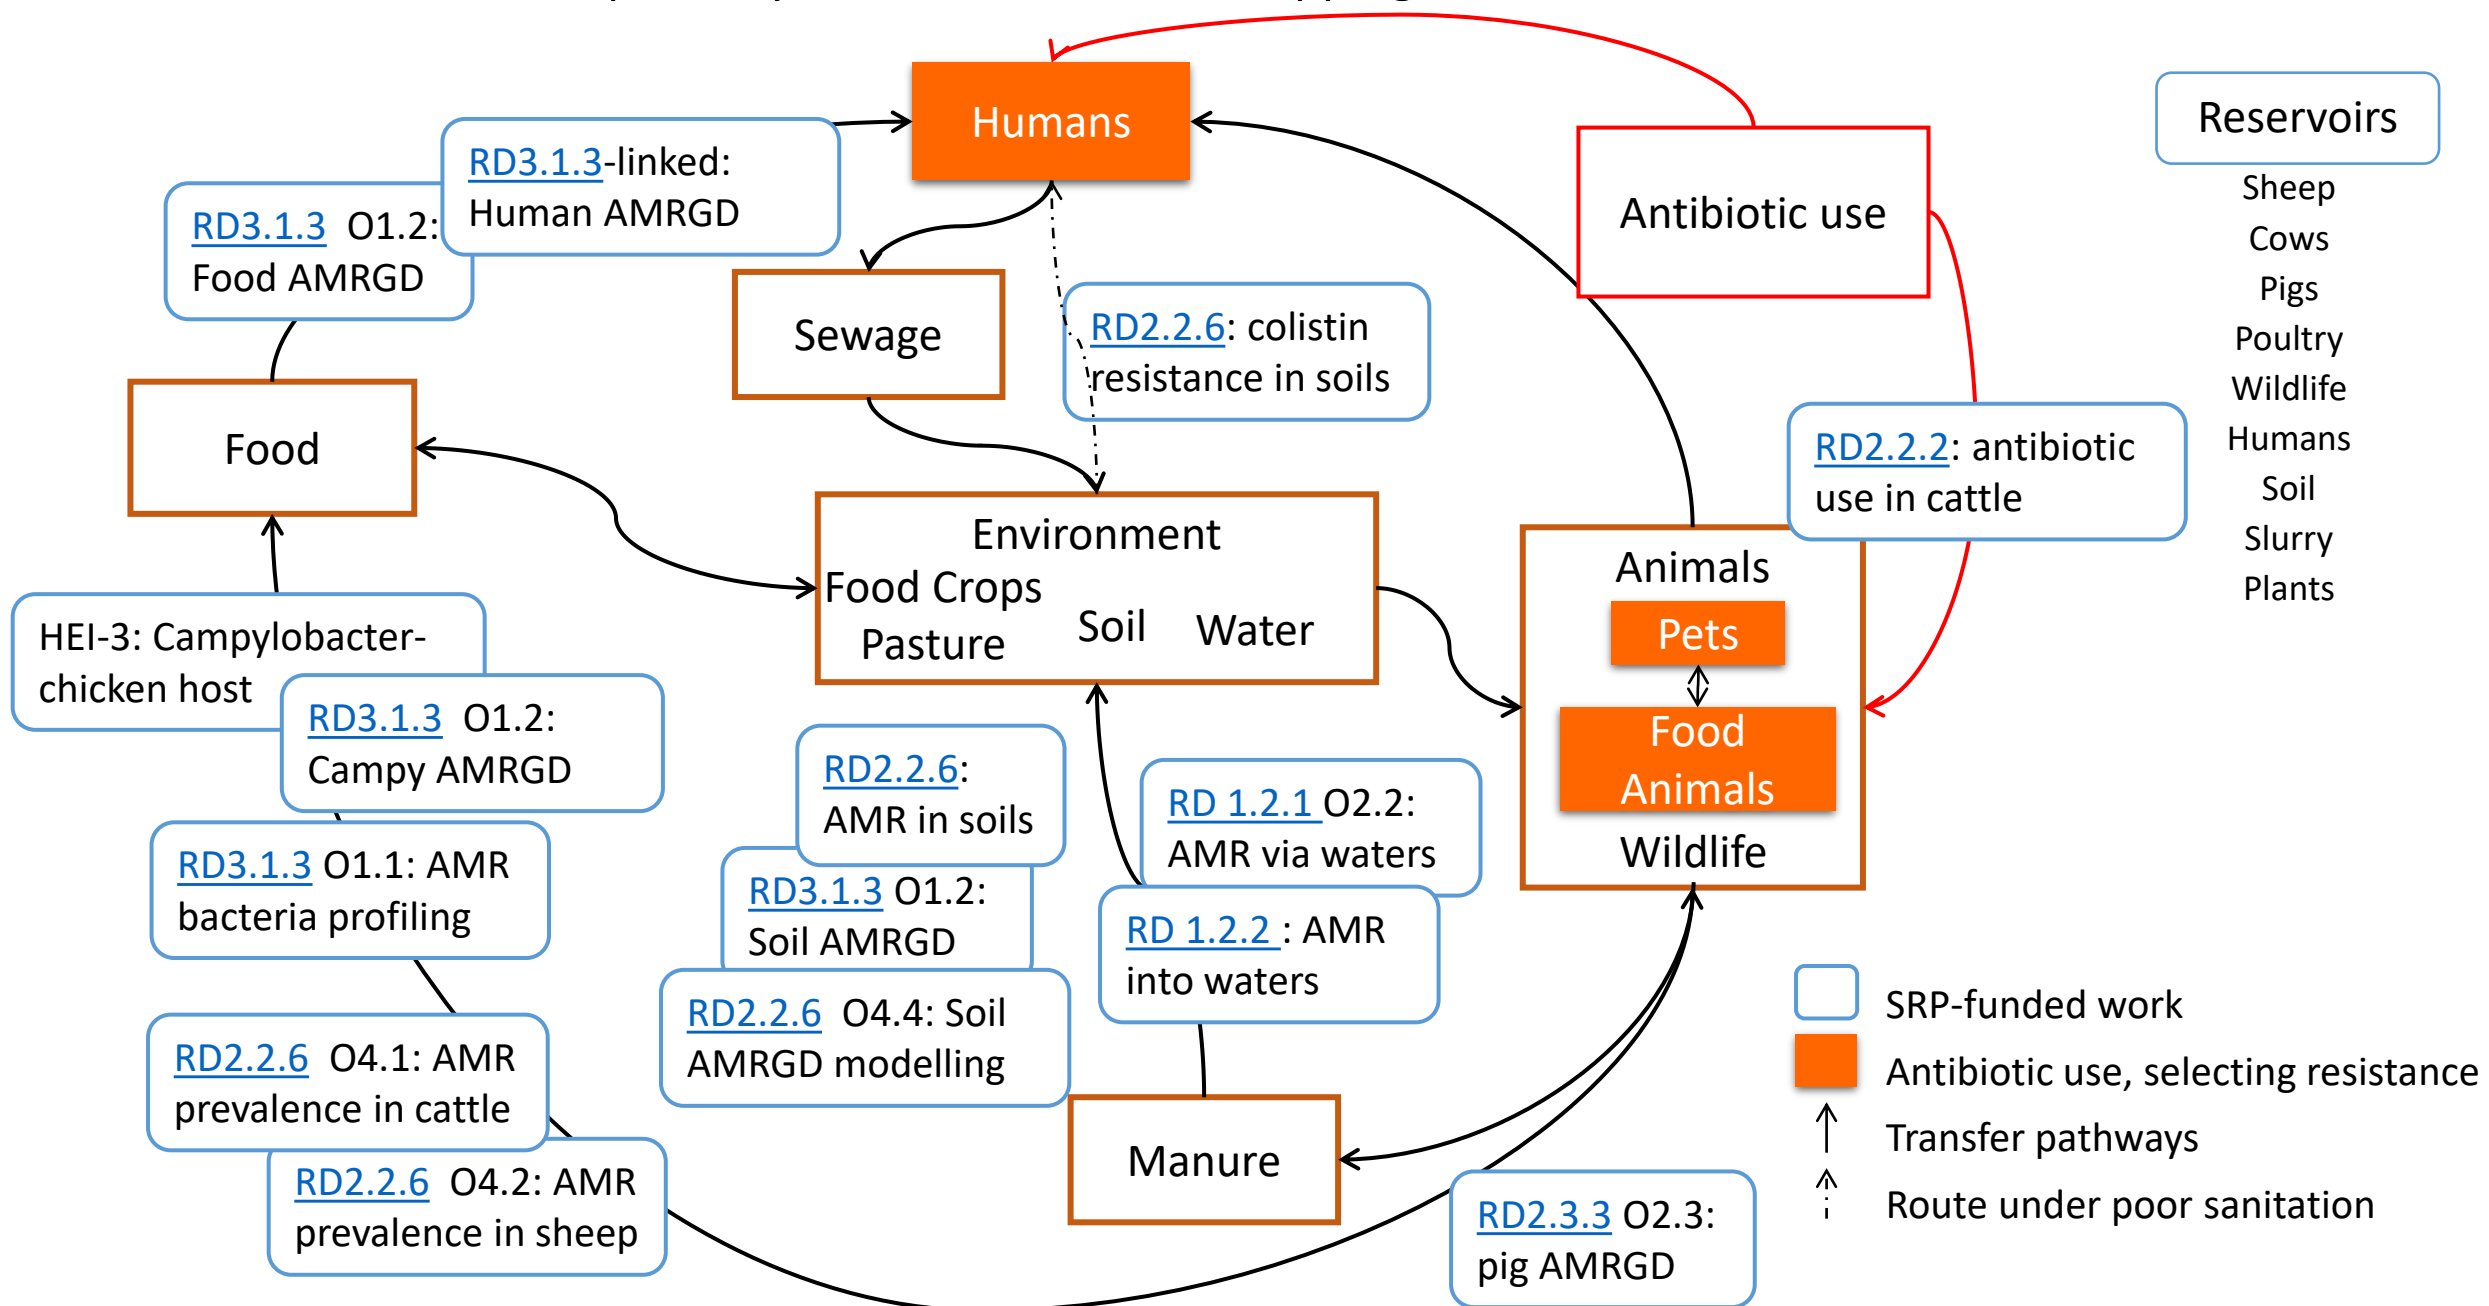 Humans
Reservoirs
RD3.1.3-linked:
Human AMRGD
Antibiotic use
Sheep
Cows
Pigs
Poultry
Wildlife
Humans
Soil
Slurry
Plants
RD3.1.3 O1.2:
Food AMRGD
Sewage
RD2.2.6: colistin
resistance in soils
Food
RD2.2.2: antibiotic
use in cattle
Environment
Food Crops
Pasture
Soil
Water
Animals
Pets
Food
Animals
Wildlife
HEI-3: Campylobacter-
chicken host
RD3.1.3 O1.2:
Campy AMRGD
RD2.2.6:
AMR in soils
RD 1.2.1 O2.2:
AMR via waters
RD3.1.3 O1.1: AMR
bacteria profiling
RD3.1.3 O1.2:
Soil AMRGD
RD 1.2.2 : AMR
into waters
RD2.2.6 O4.4: Soil
AMRGD modelling
RD2.2.6 O4.1: AMR
prevalence in cattle
RD2.2.6 O4.2: AMR
prevalence in sheep
Manure
RD2.3.3 O2.3:
pig AMRGD
SRP-funded work
Antibiotic use, selecting resistance
Transfer pathways
Route under poor sanitation